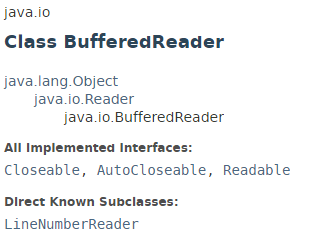 java.io
Class BufferedReader
java.lang.Object
java.io.Reader
java.io.BufferedReader
All Implemented Interfaces:
Closeable, AutoCloseable, Readable
Direct Known Subclasses:
LineNumberReader